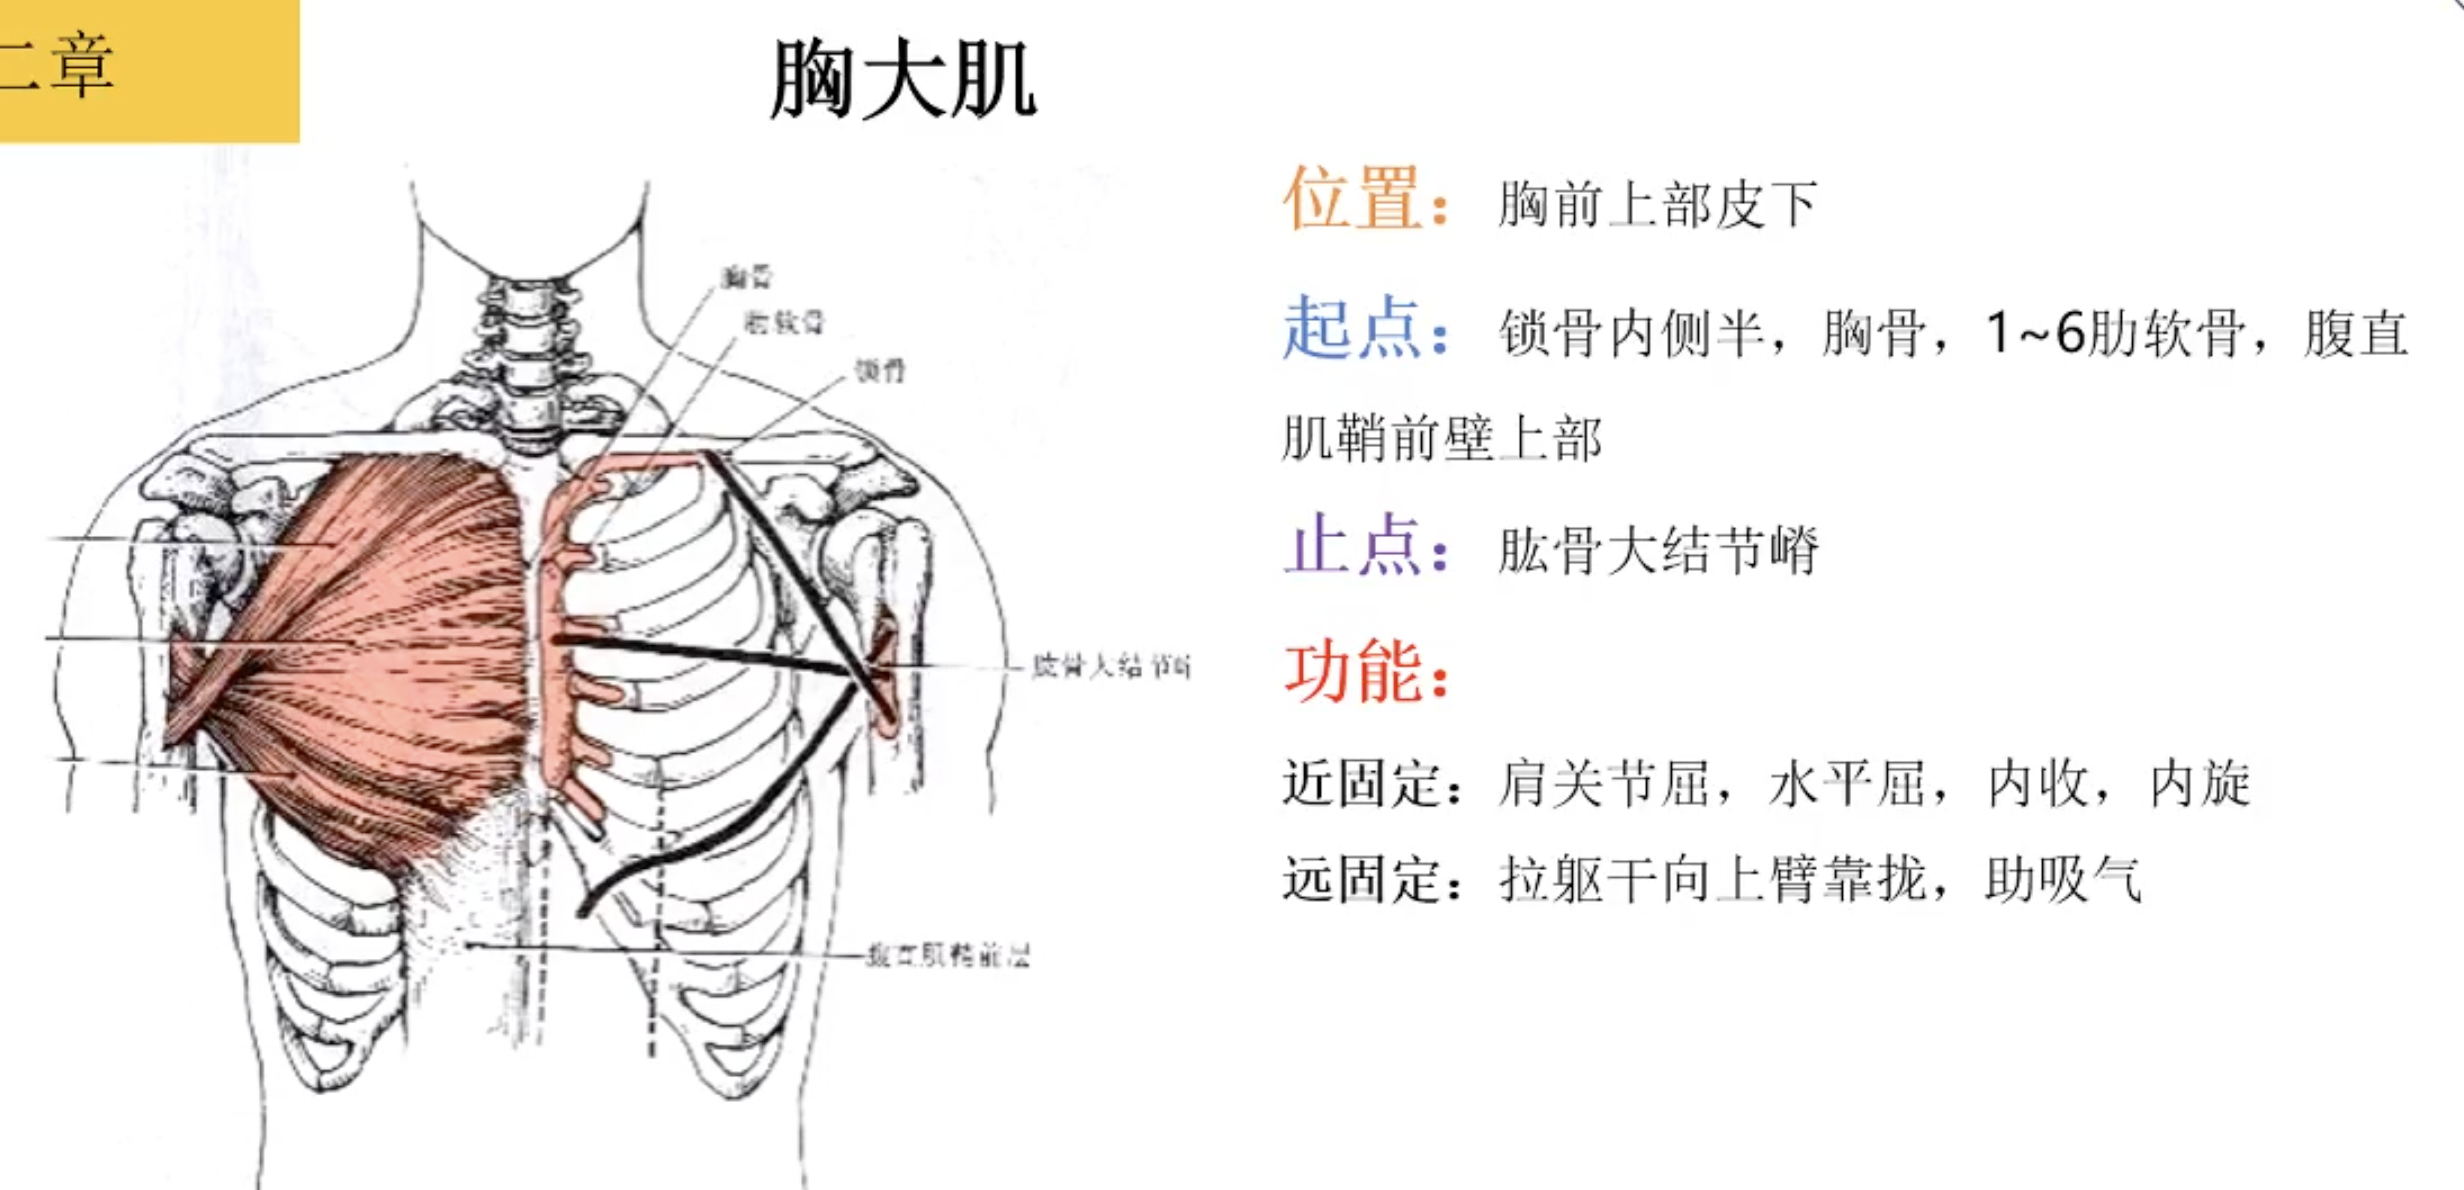 二章
胸大肌
位置：胸前上部皮下
起点：锁骨内侧半，胸骨，1~6肋软骨，腹直
肌鞘前壁上部
止点：肱骨大结节嵴
功能：
近固定：肩关节屈，水平屈，内收，内旋
远固定：拉躯干向上臂靠拢，助吸气
胸骨
肋软骨
锁骨
肱骨大结节
腹直肌鞘前层